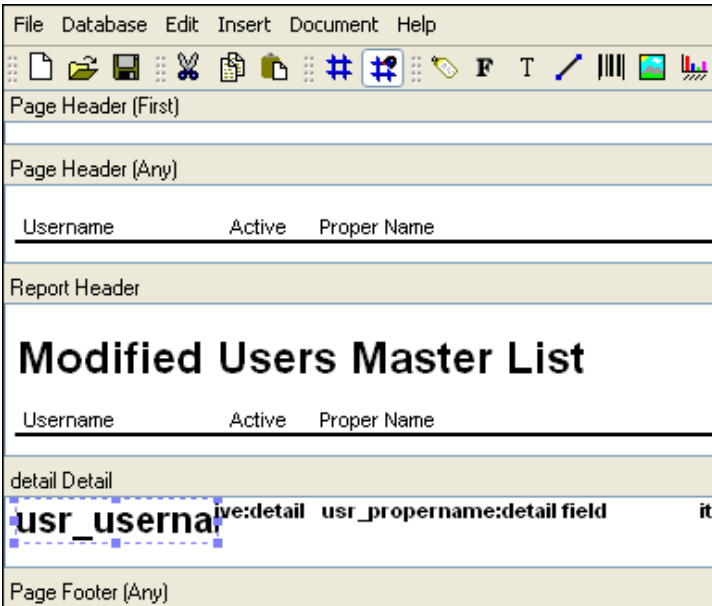 File Database Edit Insert Document Help
F T
Page Header (First)
Page Header (Any)
Username Active Proper Name
Report Header
Modified Users Master List
Username Active Proper Name
detail Detail
usr_userna ive:detail usr_propername:detail field it
Page Footer (Any)